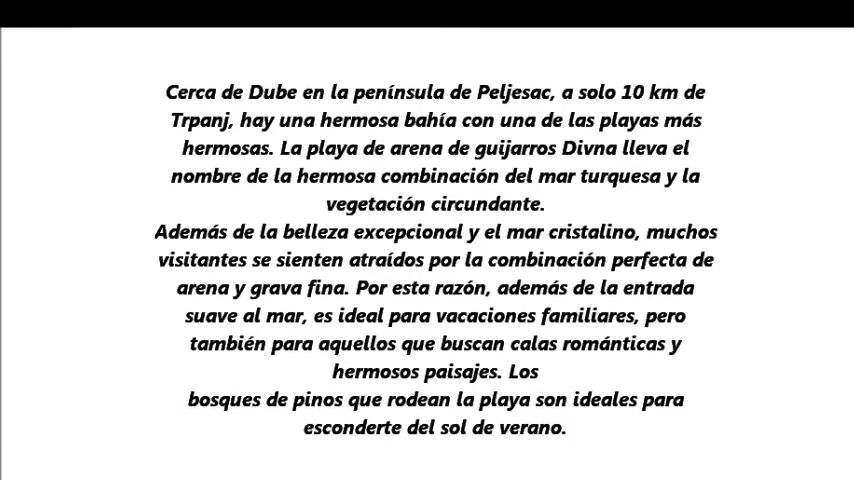 Cerca de Dube en la península de Peljesac, a solo 10 km de
Trpanj, hay una hermosa bahía con una de las playas más
hermosas. La playa de arena de guijarros Divna lleva el
nombre de la hermosa combinación del mar turquesa y la
vegetación circundante.
Además de la belleza excepcional y el mar cristalino, muchos
visitantes se sienten atraídos por la combinación perfecta de
arena y grava fina. Por esta razón, además de la entrada
suave al mar, es ideal para vacaciones familiares, pero
también para aquellos que buscan calas románticas y
hermosos paisajes. Los
bosques de pinos que rodean la playa son ideales para
esconderte del sol de verano.